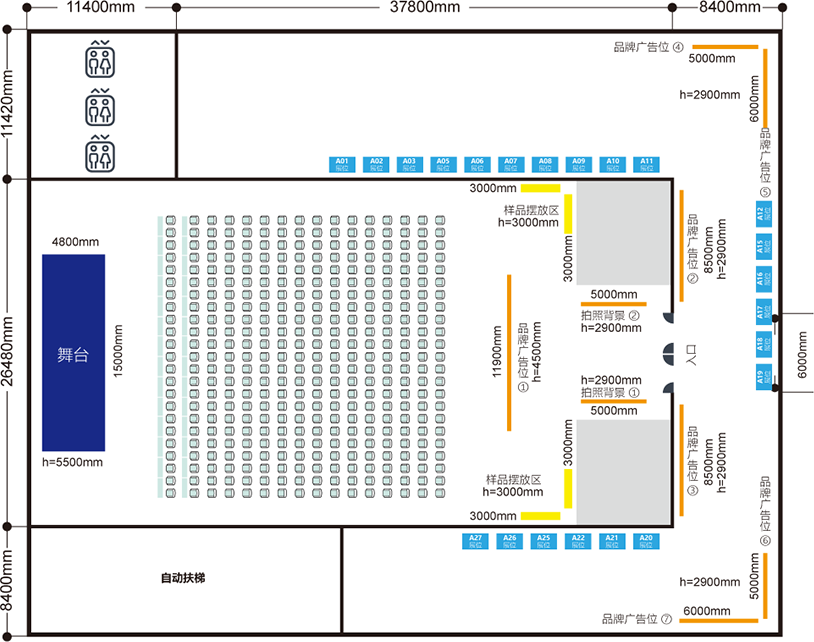 11400mm
37800mm
8400mm
11420mm
26480mm
8400mm
品牌广告位④
5000mm
h=2900mm
6000mm
品牌广告位⑤
A01
展位
A02
展位
A03
展位
A05
展位
A06
展位
A07
展位
A08
展位
A09
展位
A10
展位
A11
展位
3000mm
样品摆放区
h=3000mm
3000mm
品牌广告位②
8500mm
h=2900mm
A12
展位
A15
展位
A16
展位
A17
展位
A18
展位
A19
展位
6000mm
4800mm
舞台
15000mm
h=5500mm
5000mm
拍照背景②
h=2900mm
11900mm
品牌广告位①
h=4500mm
入口
h=2900mm
拍照背景①
5000mm
3000mm
样品摆放区
h=3000mm
3000mm
品牌广告位③
8500mm
h=2900mm
A27
展位
A26
展位
A25
展位
A22
展位
A21
展位
A20
展位
自动扶梯
品牌广告位⑥
5000mm
h=2900mm
6000mm
品牌广告位⑦